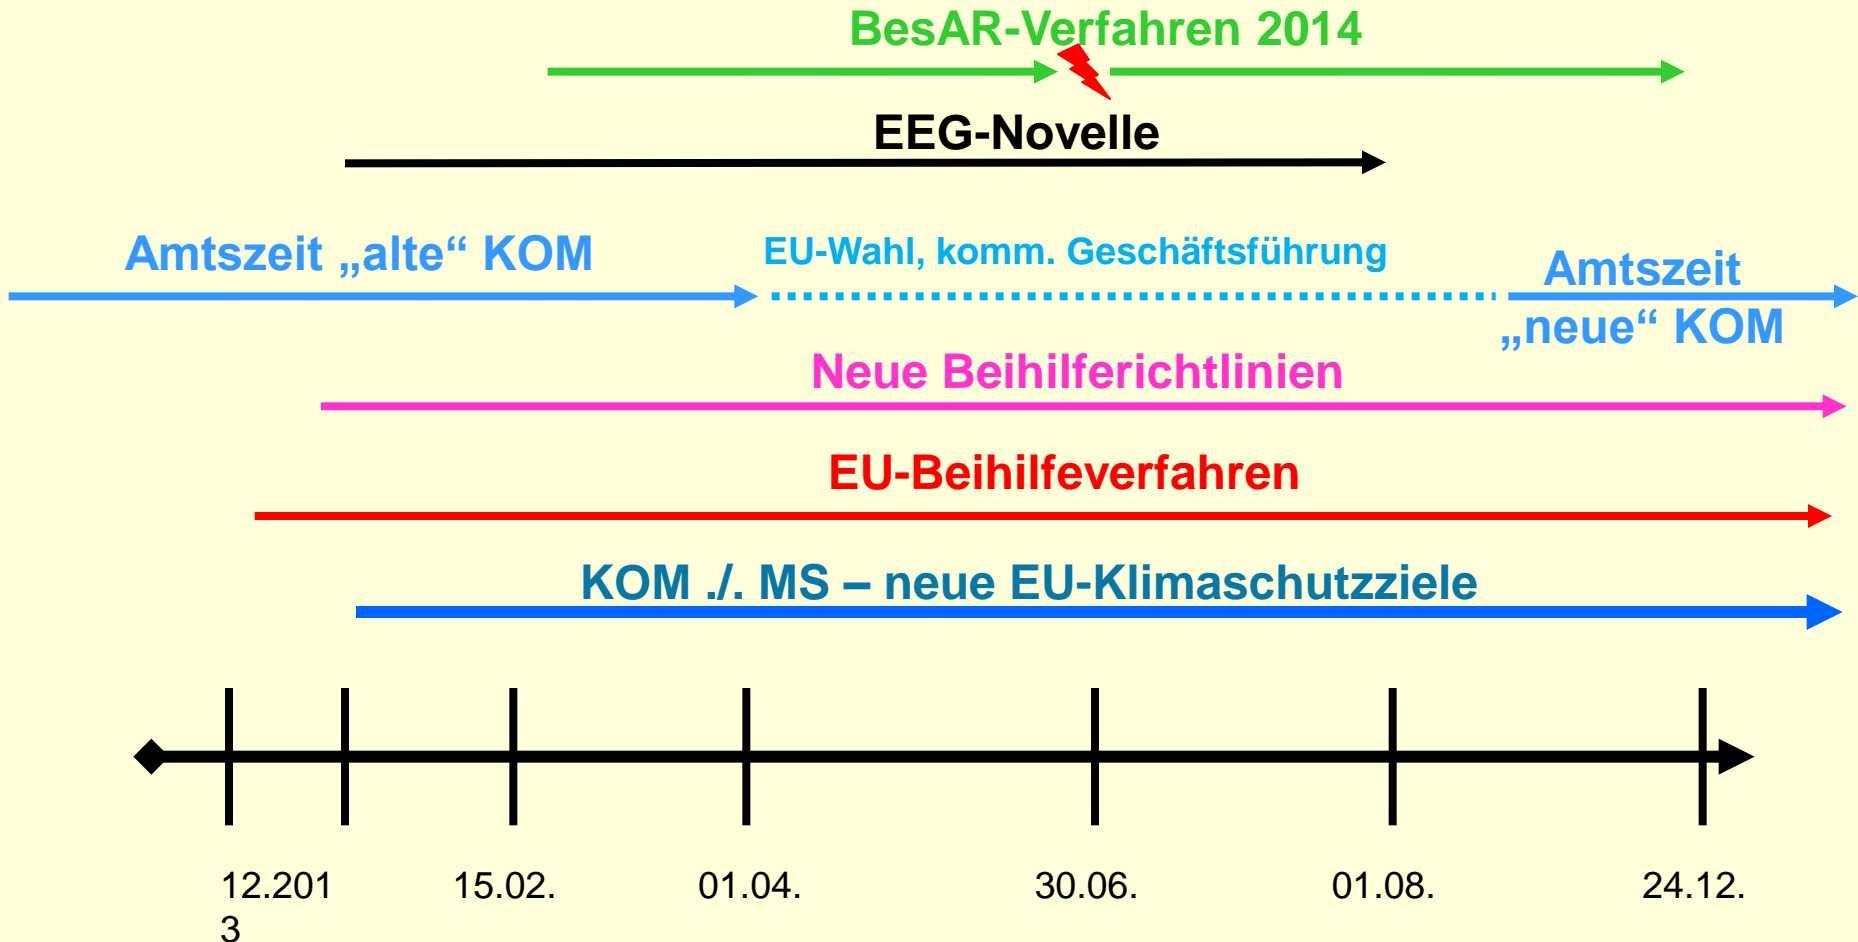 BesAR-Verfahren 2014
EEG-Novelle
Amtszeit „alte“ KOM
EU-Wahl, komm. Geschäftsführung
Amtszeit
„neue“ KOM
Neue Beihilferichtlinien
EU-Beihilfeverfahren
KOM ./. MS – neue EU-Klimaschutzziele
12.201
3
15.02.
01.04.
30.06.
01.08.
24.12.